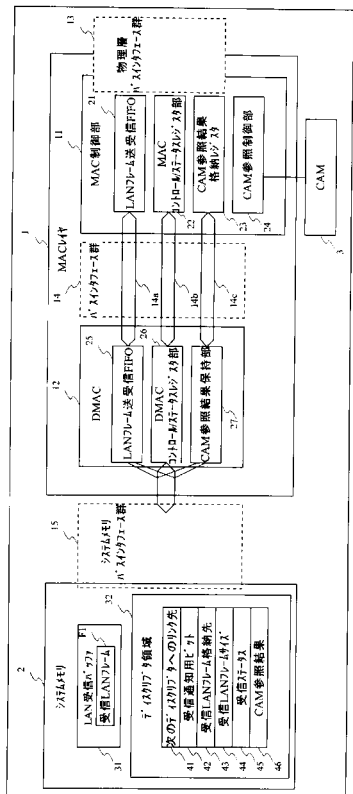 1
MACレイヤ
13
物理層
バスインタフェース群
11
MAC制御部
21
LANフレーム送受信FIFO
MAC
コントロール/ステータスレジスタ部
22
CAM参照結果
格納レジスタ
23
CAM参照制御部
24
CAM
3
14
バスインタフェース群
14a
14b
14c
12
DMAC
25
LANフレーム送受信FIFO
26
DMAC
コントロール/ステータスレジスタ部
CAM参照結果保持部
27
15
システムメモリ
バスインタフェース群
2
システムメモリ
LAN受信バッファ
F1
受信LANフレーム
31
32
ディスクリプタ領域
次のディスクリプタへのリンク先
41
受信通知用ビット
42
受信LANフレーム格納先
43
受信LANフレームサイズ
44
受信ステータス
45
CAM参照結果
46